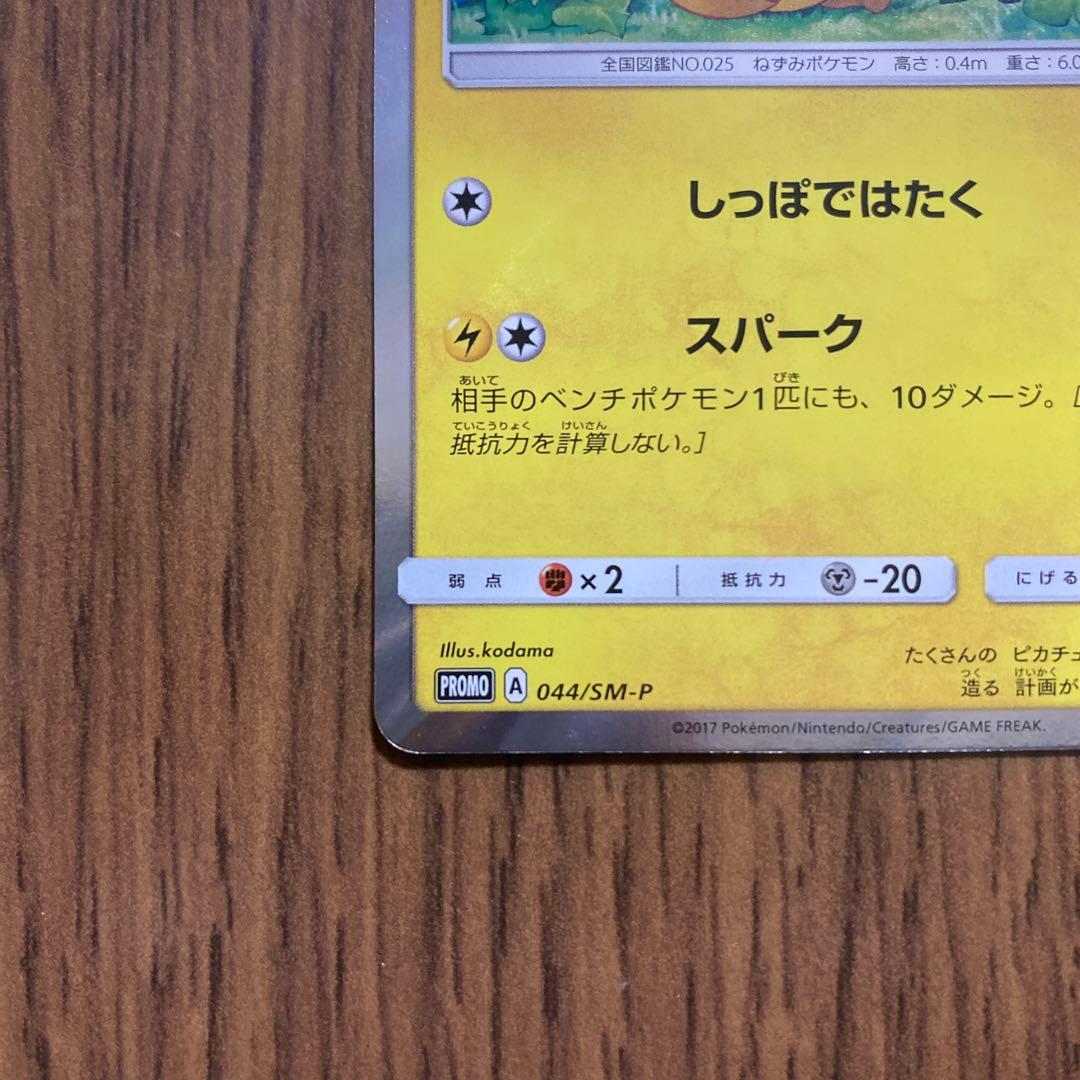 全国図鑑NO.025 ねずみポケモン 高さ：0.4m 重さ：6.0
しっぽではたく
スパーク
あいて びき
相手のベンチポケモン1匹にも、10ダメージ。[
ていこうりょく けいさん
抵抗力を計算しない。]
弱点 ×2 抵抗力 -20 にげる
Illus.kodama
たくさんの ピカチュ
つく けいかく
造る 計画が
PROMO A 044/SM-P
©2017 Pokémon/Nintendo/Creatures/GAME FREAK.